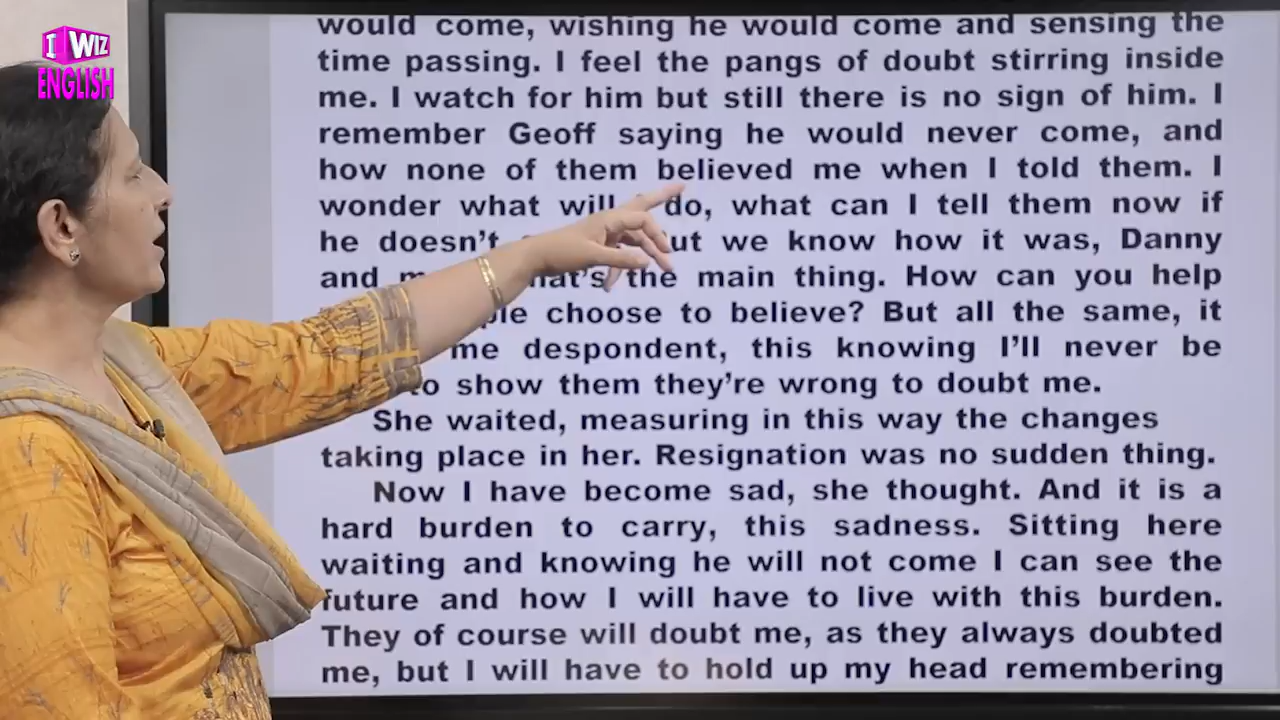 I WIZ
ENGLISH
would come, wishing he would come and sensing the
time passing. I feel the pangs of doubt stirring inside
me. I watch for him but still there is no sign of him. I
remember Geoff saying he would never come, and
how none of them believed me when I told them. I
wonder what will do, what can I tell them now if
he doesn't we know how it was, Danny
and the main thing. How can you help
choose to believe? But all the same, it
me despondent, this knowing I'll never be
to show them they're wrong to doubt me.
She waited, measuring in this way the changes
taking place in her. Resignation was no sudden thing.
Now I have become sad, she thought. And it is a
hard burden to carry, this sadness. Sitting here
waiting and knowing he will not come I can see the
future and how I will have to live with this burden.
They of course will doubt me, as they always doubted
me, but I will have to hold up my head remembering